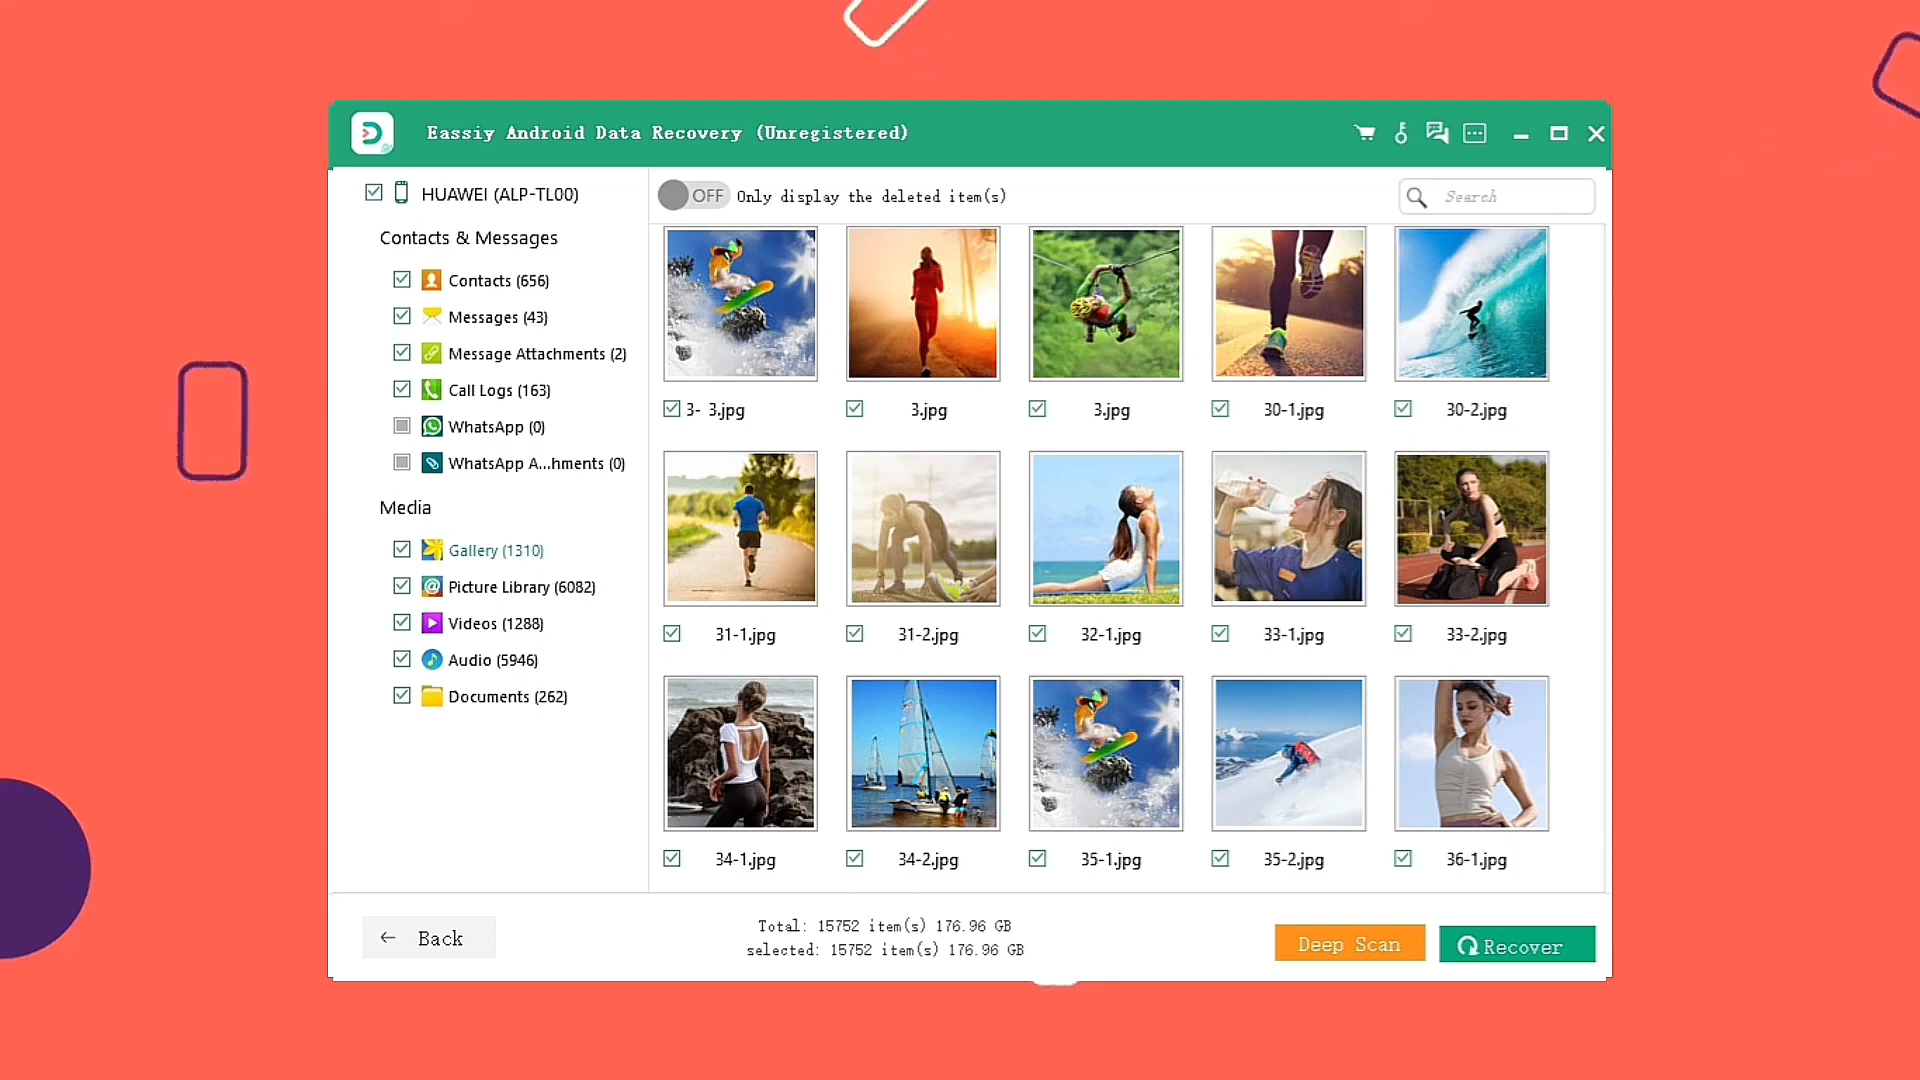 Eassiy Android Data Recovery (Unregistered)
HUAWEI (ALP-TL00)
OFF Only display the deleted item(s)
Search
Contacts & Messages
Contacts (656)
Messages (43)
Message Attachments (2)
Call Logs (163)
WhatsApp (0)
WhatsApp A...hments (0)
Media
Gallery (1310)
Picture Library (6082)
Videos (1288)
Audio (5946)
Documents (262)
3- 3.jpg
3.jpg
3.jpg
30-1.jpg
30-2.jpg
31-1.jpg
31-2.jpg
32-1.jpg
33-1.jpg
33-2.jpg
34-1.jpg
34-2.jpg
35-1.jpg
35-2.jpg
36-1.jpg
Back
Total: 15752 item(s) 176.96 GB
selected: 15752 item(s) 176.96 GB
Deep Scan
Recover